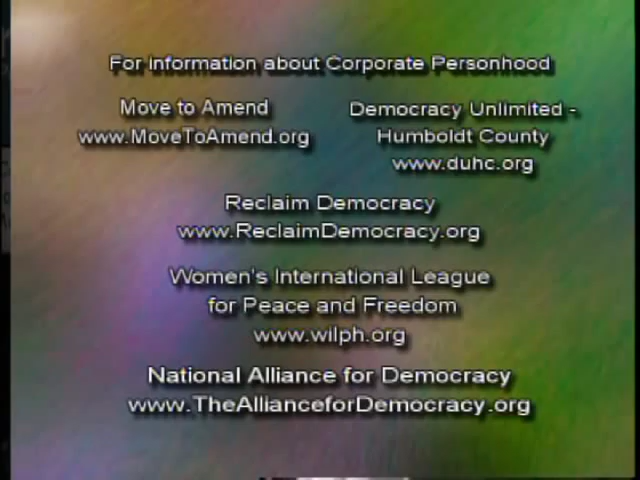 For information about Corporate Personhood
Move to Amend
www.MoveToAmend.org
Democracy Unlimited -
Humboldt County
www.duhc.org
Reclaim Democracy
www.ReclaimDemocracy.org
Women's International League
for Peace and Freedom
www.wilph.org
National Alliance for Democracy
www.TheAllianceforDemocracy.org